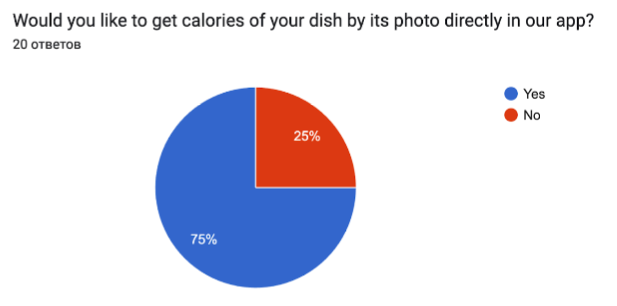 Would you like to get calories of your dish by its photo directly in our app?
20 ответов
Yes
No
25%
75%